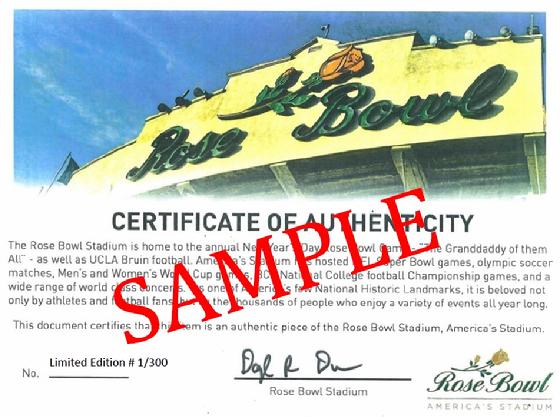 Rose Bowl
CERTIFICATE OF AUTHENTICITY
The Rose Bowl Stadium is home to the annual New Year's Day Rose Bowl Game - "The Granddaddy of them
All" - as well as UCLA Bruin football. America's Stadium has hosted NFL Super Bowl games, olympic soccer
matches, Men's and Women's World Cup games, BCS National College football Championship games, and a
wide range of world class concerts. As one of America's few National Historic Landmarks, it is beloved not
only by athletes and football fans, but by the thousands of people who enjoy a variety of events all year long.
This document certifies that this item is an authentic piece of the Rose Bowl Stadium, America's Stadium.
SAMPLE
Limited Edition # 1/300
No.
Rose Bowl Stadium
Rose Bowl
AMERICA'S STADIUM